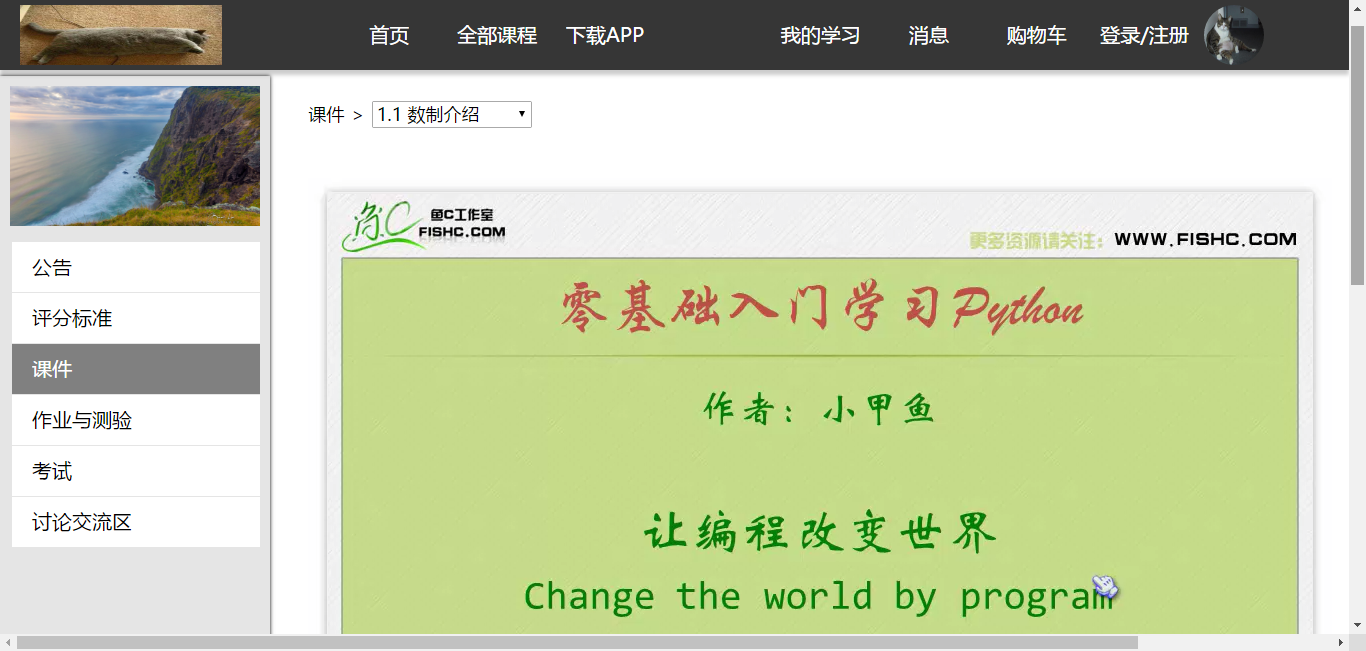 首页 全部课程 下载APP 我的学习 消息 购物车 登录/注册
课件 > 1.1 数制介绍
公告
评分标准
课件
作业与测验
考试
讨论交流区
鱼C工作室
FISHC.COM
更多资源请关注：WWW.FISHC.COM
零基础入门学习Python
作者：小甲鱼
让编程改变世界
Change the world by program